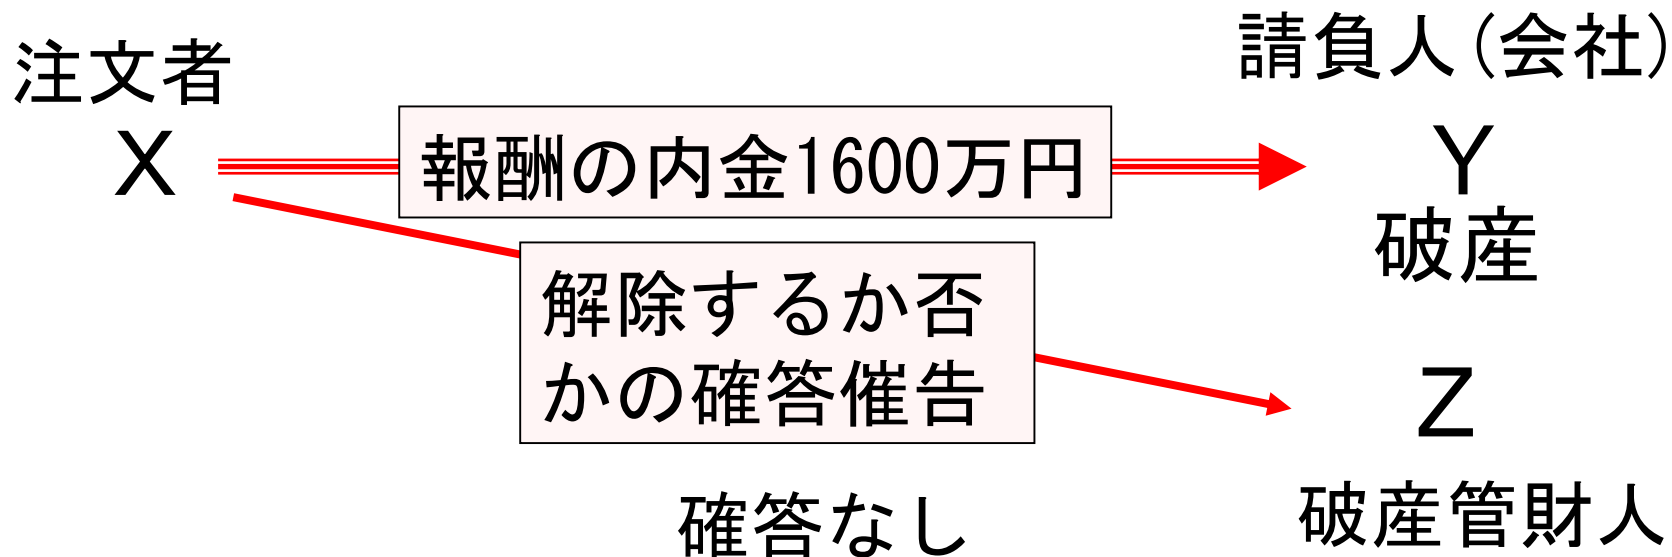 注文者
X
報酬の内金1600万円
請負人(会社)
Y
破産
解除するか否
かの確答催告
Z
破産管財人
確答なし